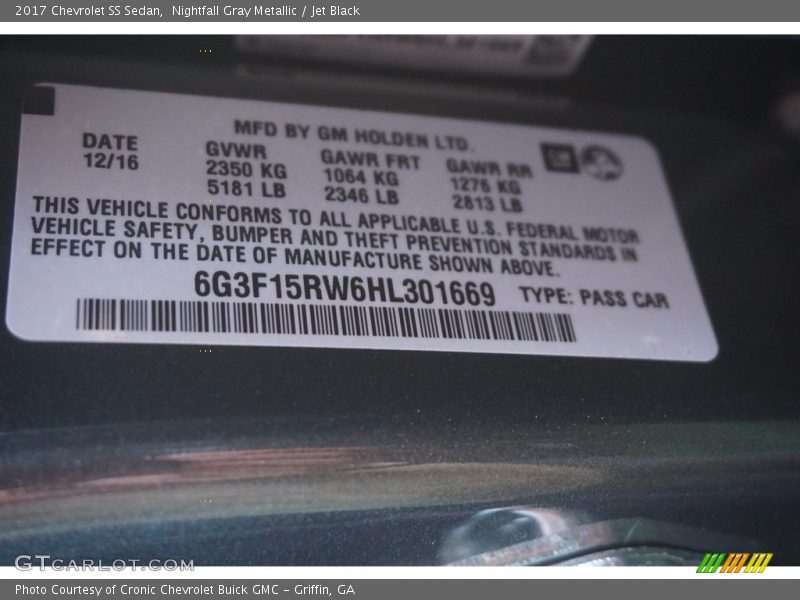 2017 Chevrolet SS Sedan,  Nightfall Gray Metallic / Jet Black
MFD BY GM HOLDEN LTD.
DATE GVWR GAWR FRT GAWR RR
12/16 2350 KG 1064 KG 1276 KG
5181 LB 2346 LB 2813 LB
THIS VEHICLE CONFORMS TO ALL APPLICABLE U.S. FEDERAL MOTOR
VEHICLE SAFETY, BUMPER AND THEFT PREVENTION STANDARDS IN
EFFECT ON THE DATE OF MANUFACTURE SHOWN ABOVE.
6G3F15RW6HL301669 TYPE: PASS CAR
GTCARLOT.COM
Photo Courtesy of Cronic Chevrolet Buick GMC - Griffin, GA